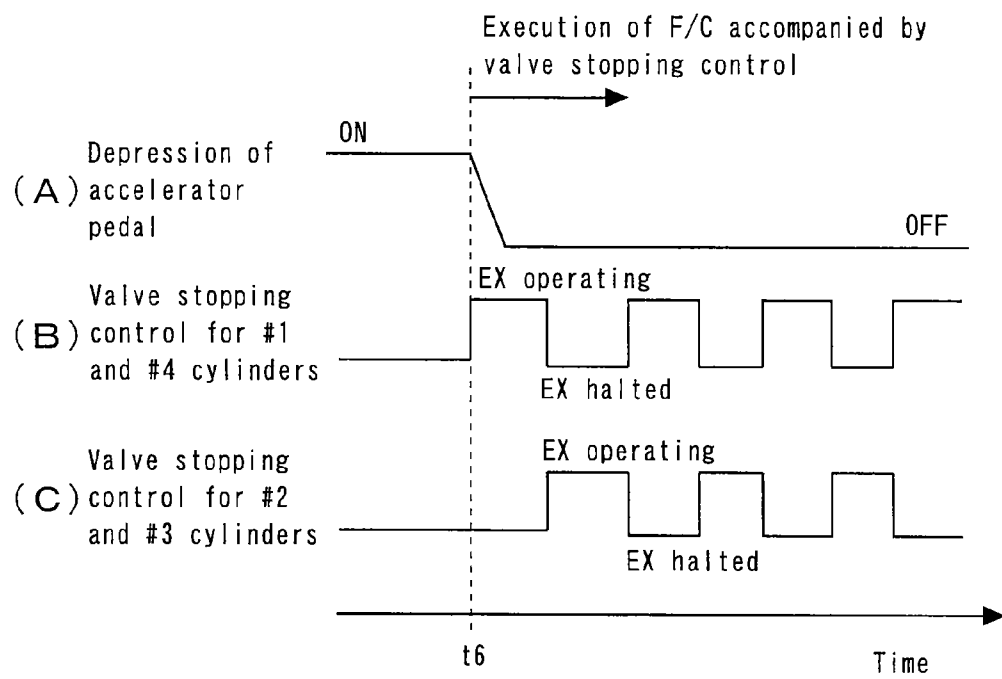 Execution of F/C accompanied by
valve stopping control
ON
(A)
Depression of
accelerator
pedal
OFF
EX operating
(B)
Valve stopping
control for #1
and #4 cylinders
EX halted
EX operating
(C)
Valve stopping
control for #2
and #3 cylinders
EX halted
t6
Time